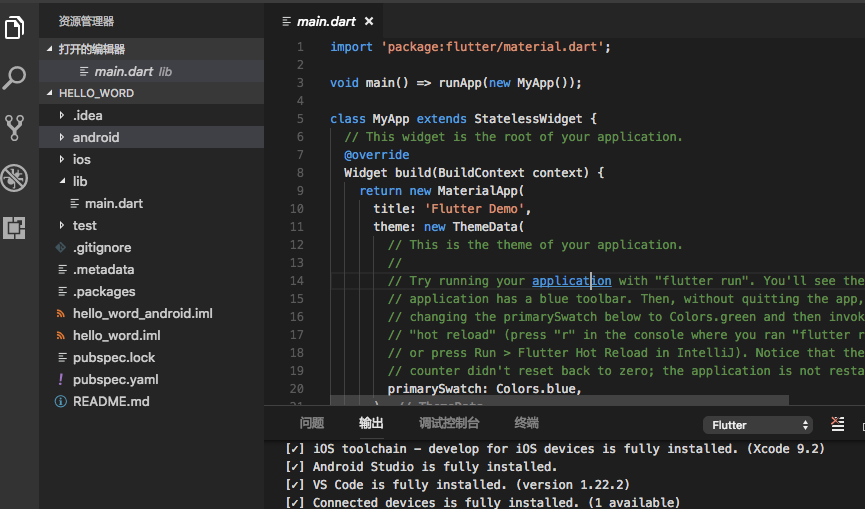 资源管理器
打开的编辑器
main.dart lib
HELLO_WORD
.idea
android
ios
lib
main.dart
test
.gitignore
.metadata
.packages
hello_word_android.iml
hello_word.iml
pubspec.lock
pubspec.yaml
README.md
main.dart
1 import 'package:flutter/material.dart';
2
3 void main() => runApp(new MyApp());
4
5 class MyApp extends StatelessWidget {
6 // This widget is the root of your application.
7 @override
8 Widget build(BuildContext context) {
9 return new MaterialApp(
10 title: 'Flutter Demo',
11 theme: new ThemeData(
12 // This is the theme of your application.
13 //
14 // Try running your application with "flutter run". You'll see the
15 // application has a blue toolbar. Then, without quitting the app,
16 // changing the primarySwatch below to Colors.green and then invok
17 // "hot reload" (press "r" in the console where you ran "flutter r
18 // or press Run > Flutter Hot Reload in IntelliJ). Notice that the
19 // counter didn't reset back to zero; the application is not resta
20 primarySwatch: Colors.blue,
21 ), // ThemeData
问题 输出 调试控制台 终端 Flutter
[✓] iOS toolchain - develop for iOS devices is fully installed. (Xcode 9.2)
[✓] Android Studio is fully installed.
[✓] VS Code is fully installed. (version 1.22.2)
[✓] Connected devices is fully installed. (1 available)